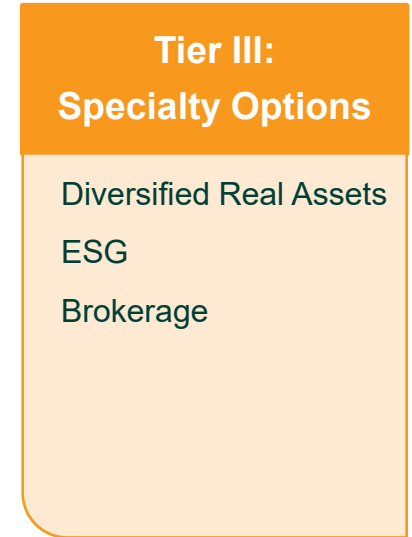 Tier III:
Specialty Options
Diversified Real Assets
ESG
Brokerage